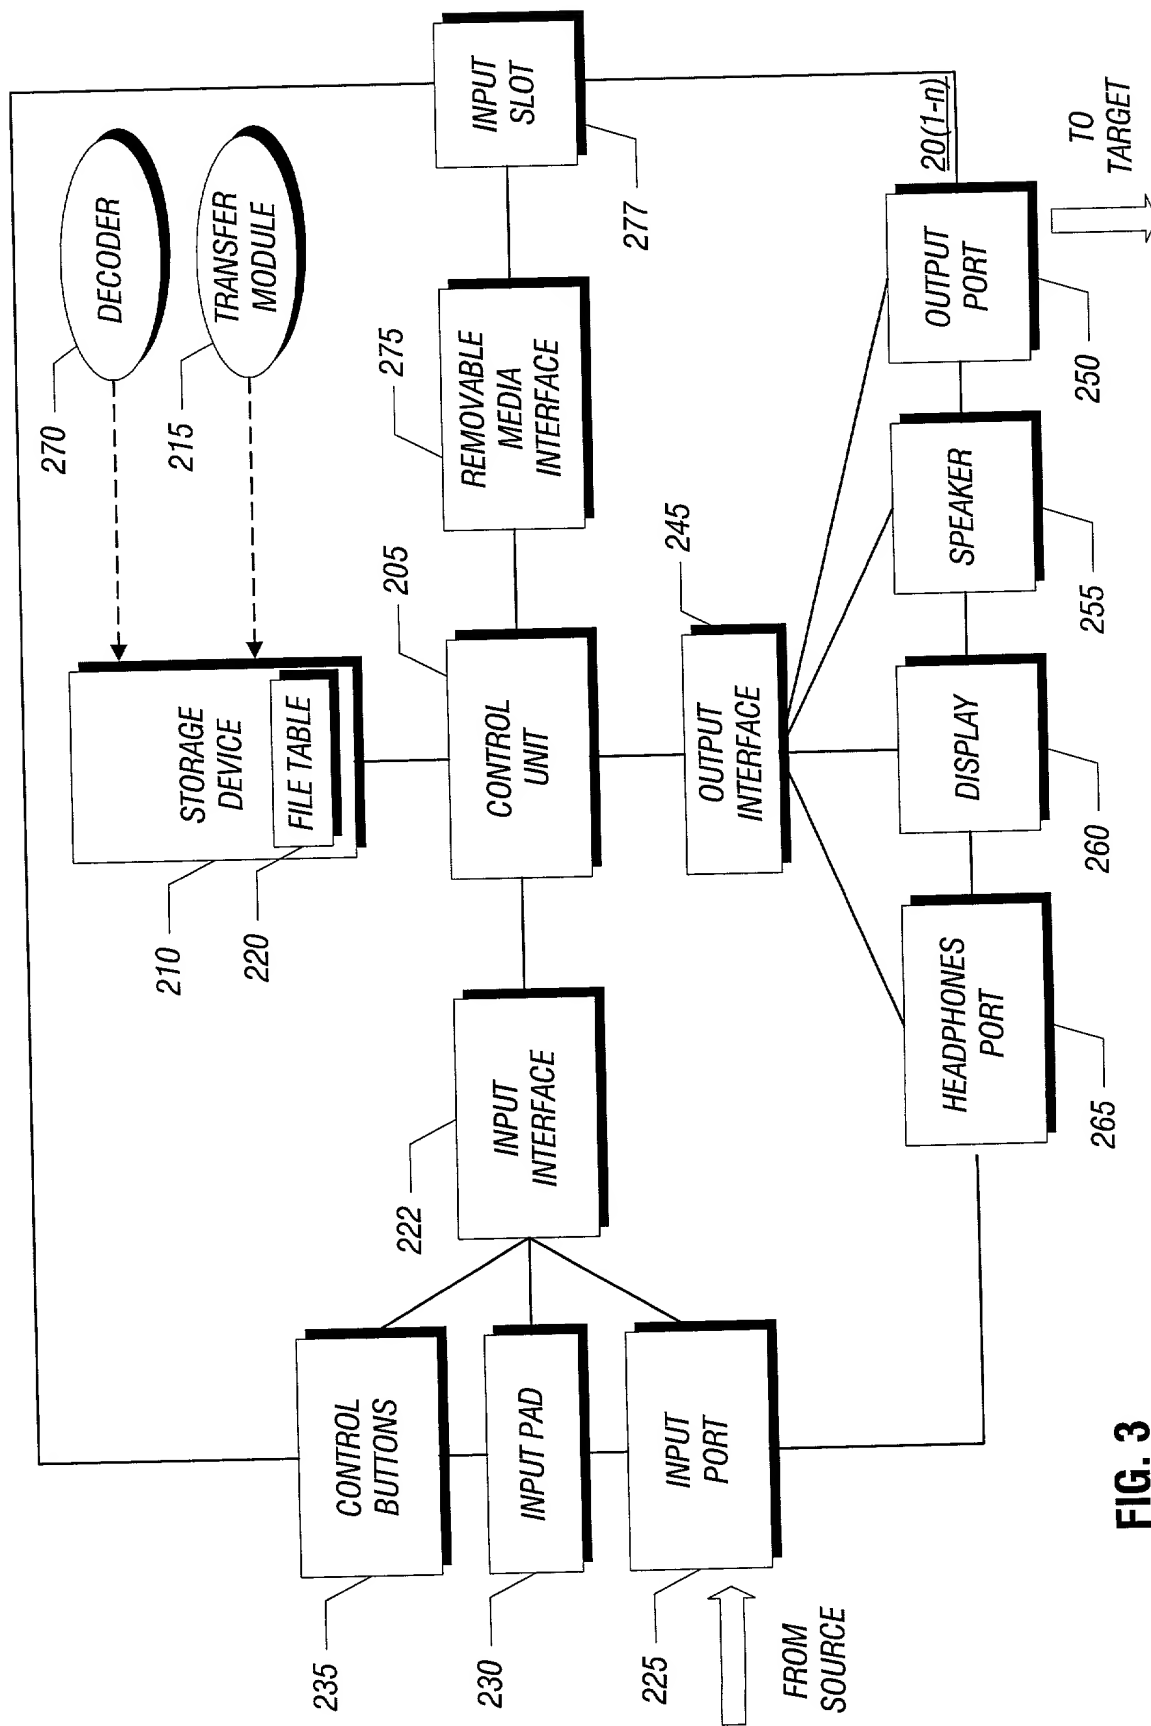 270
DECODER
215
TRANSFER
MODULE
STORAGE
DEVICE
FILE TABLE
210
220
INPUT
SLOT
277
275
REMOVABLE
MEDIA
INTERFACE
205
CONTROL
UNIT
222
INPUT
INTERFACE
235
CONTROL
BUTTONS
230
INPUT PAD
225
INPUT
PORT
FROM
SOURCE
245
OUTPUT
INTERFACE
20(1-n)
HEADPHONES
PORT
265
DISPLAY
260
SPEAKER
255
OUTPUT
PORT
250
TO
TARGET
FIG. 3